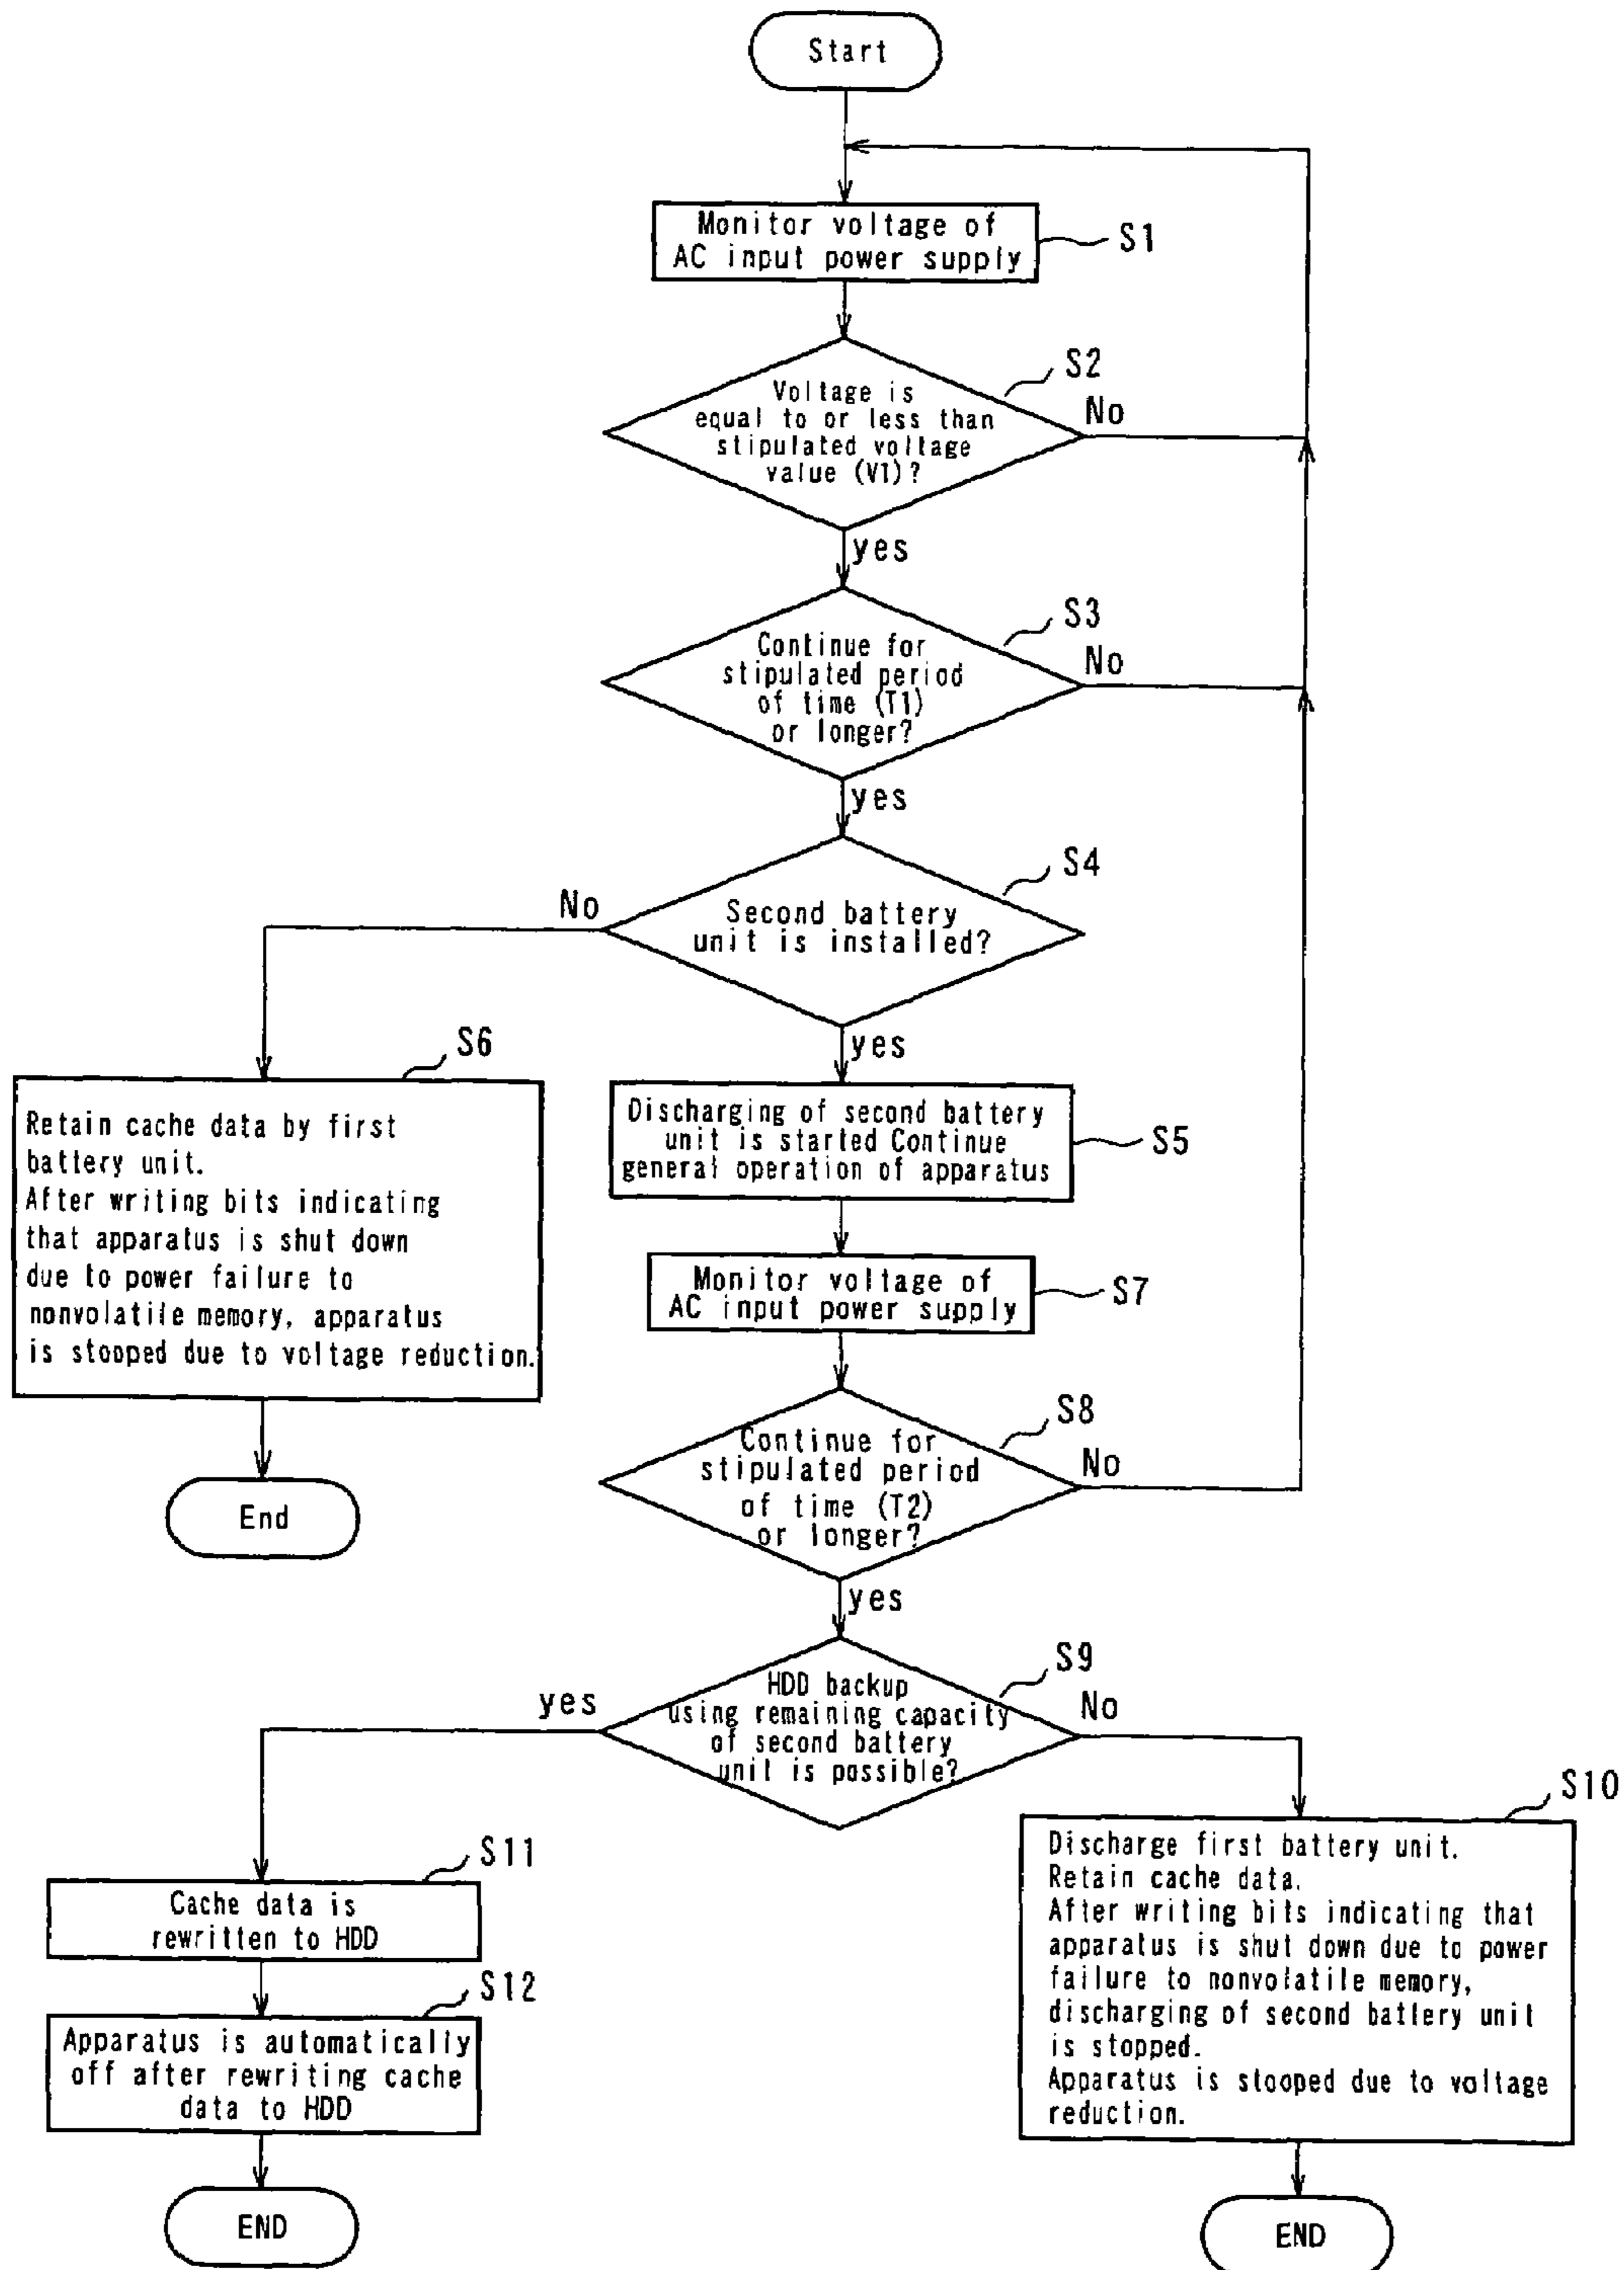 Start
Monitor voltage of
AC input power supply
S1
Voltage is
equal to or less than
stipulated voltage
value (V1)?
S2
No
yes
Continue for
stipulated period
of time (T1)
or longer?
S3
No
yes
Second battery
unit is installed?
S4
No
yes
S6
Retain cache data by first
battery unit.
After writing bits indicating
that apparatus is shut down
due to power failure to
nonvolatile memory, apparatus
is stooped due to voltage reduction.
End
Discharging of second battery
unit is started Continue
general operation of apparatus
S5
Monitor voltage of
AC input power supply
S7
Continue for
stipulated period
of time (T2)
or longer?
S8
No
yes
HDD backup
using remaining capacity
of second battery
unit is possible?
S9
yes
No
S11
Cache data is
rewritten to HDD
S12
Apparatus is automatically
off after rewriting cache
data to HDD
END
S10
Discharge first battery unit.
Retain cache data.
After writing bits indicating that
apparatus is shut down due to power
failure to nonvolatile memory,
discharging of second battery unit
is stopped.
Apparatus is stooped due to voltage
reduction.
END